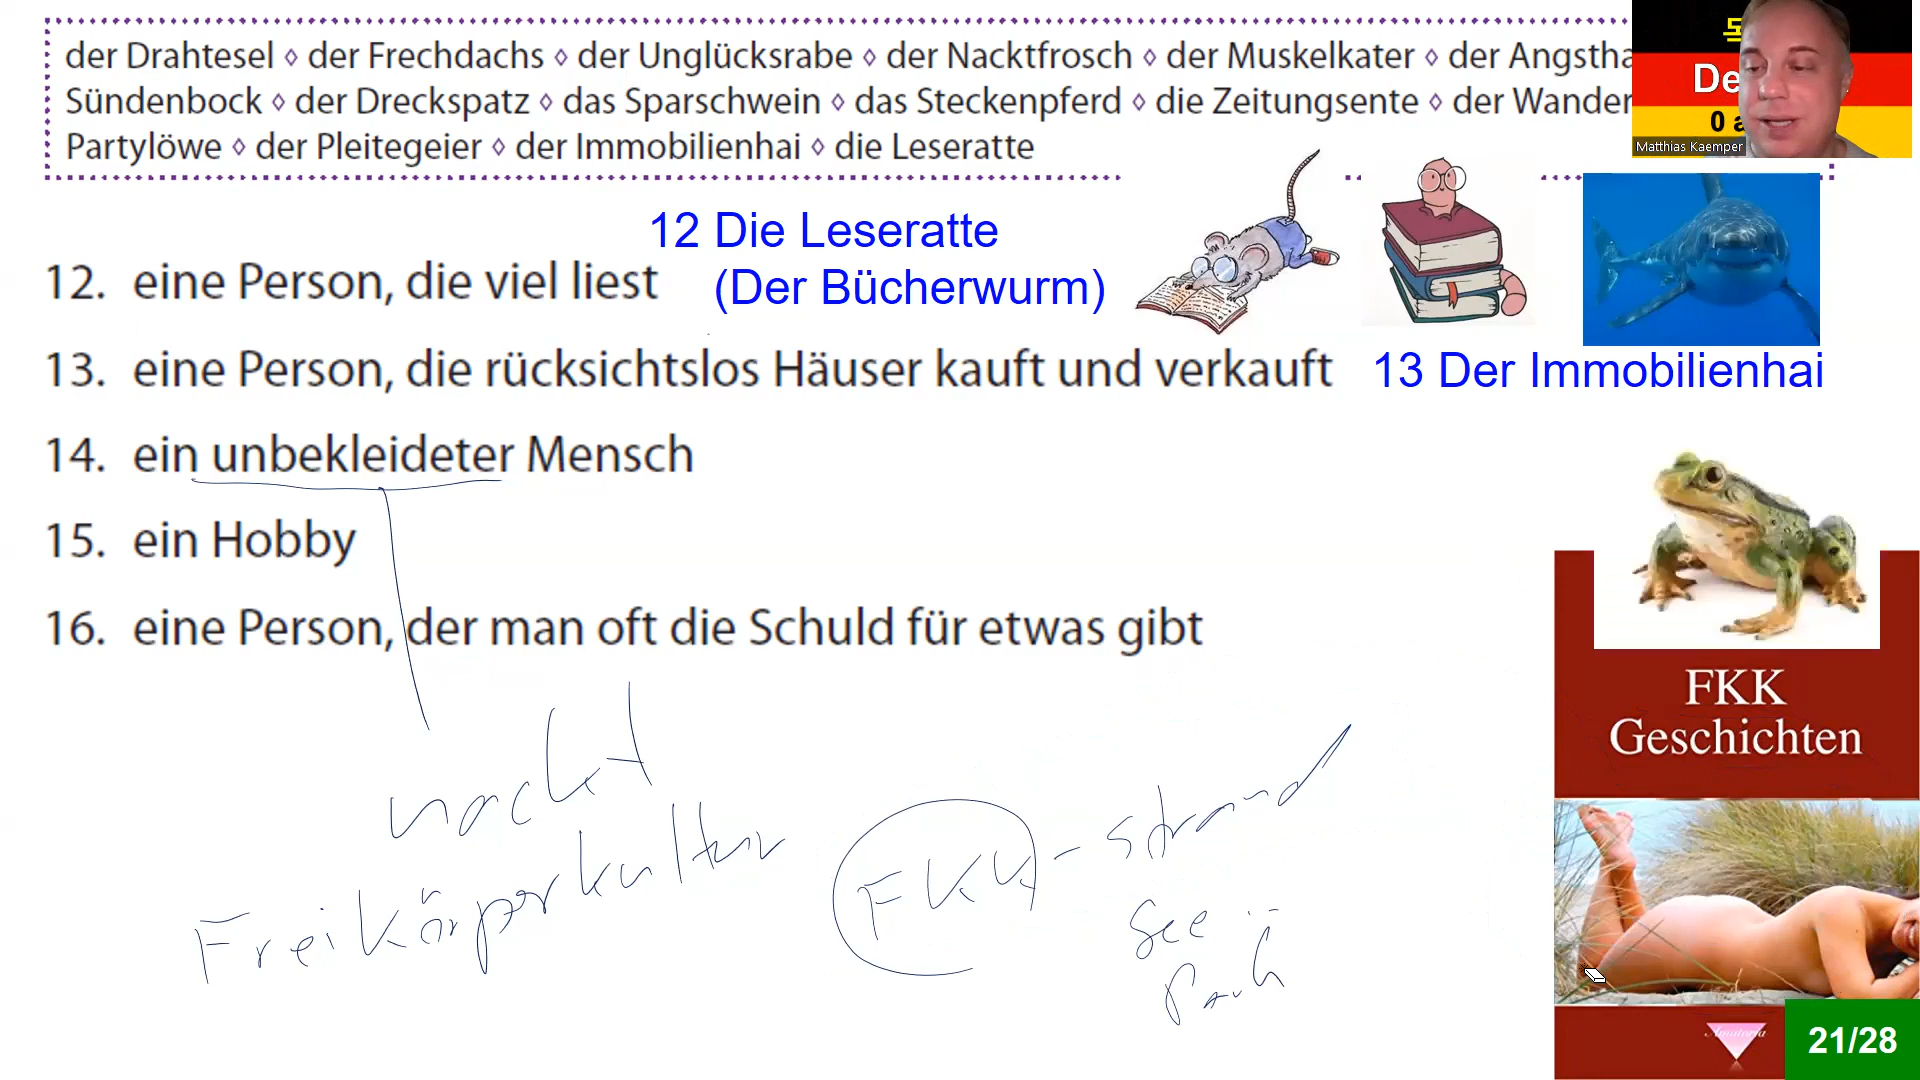 der Drahtesel ◊ der Frechdachs ◊ der Unglücksrabe ◊ der Nacktfrosch ◊ der Muskelkater ◊ der Angstha
Sündenbock ◊ der Dreckspatz ◊ das Sparschwein ◊ das Steckenpferd ◊ die Zeitungsente ◊ der Wander
Partylöwe ◊ der Pleitegeier ◊ der Immobilienhai ◊ die Leseratte
De
0 a
Matthias Kaemper
12 Die Leseratte
(Der Bücherwurm)
12. eine Person, die viel liest
13. eine Person, die rücksichtslos Häuser kauft und verkauft
13 Der Immobilienhai
14. ein unbekleideter Mensch
15. ein Hobby
16. eine Person, der man oft die Schuld für etwas gibt
nackt
Freikörperkultur
FKK-strand
See
Park
FKK
Geschichten
21/28